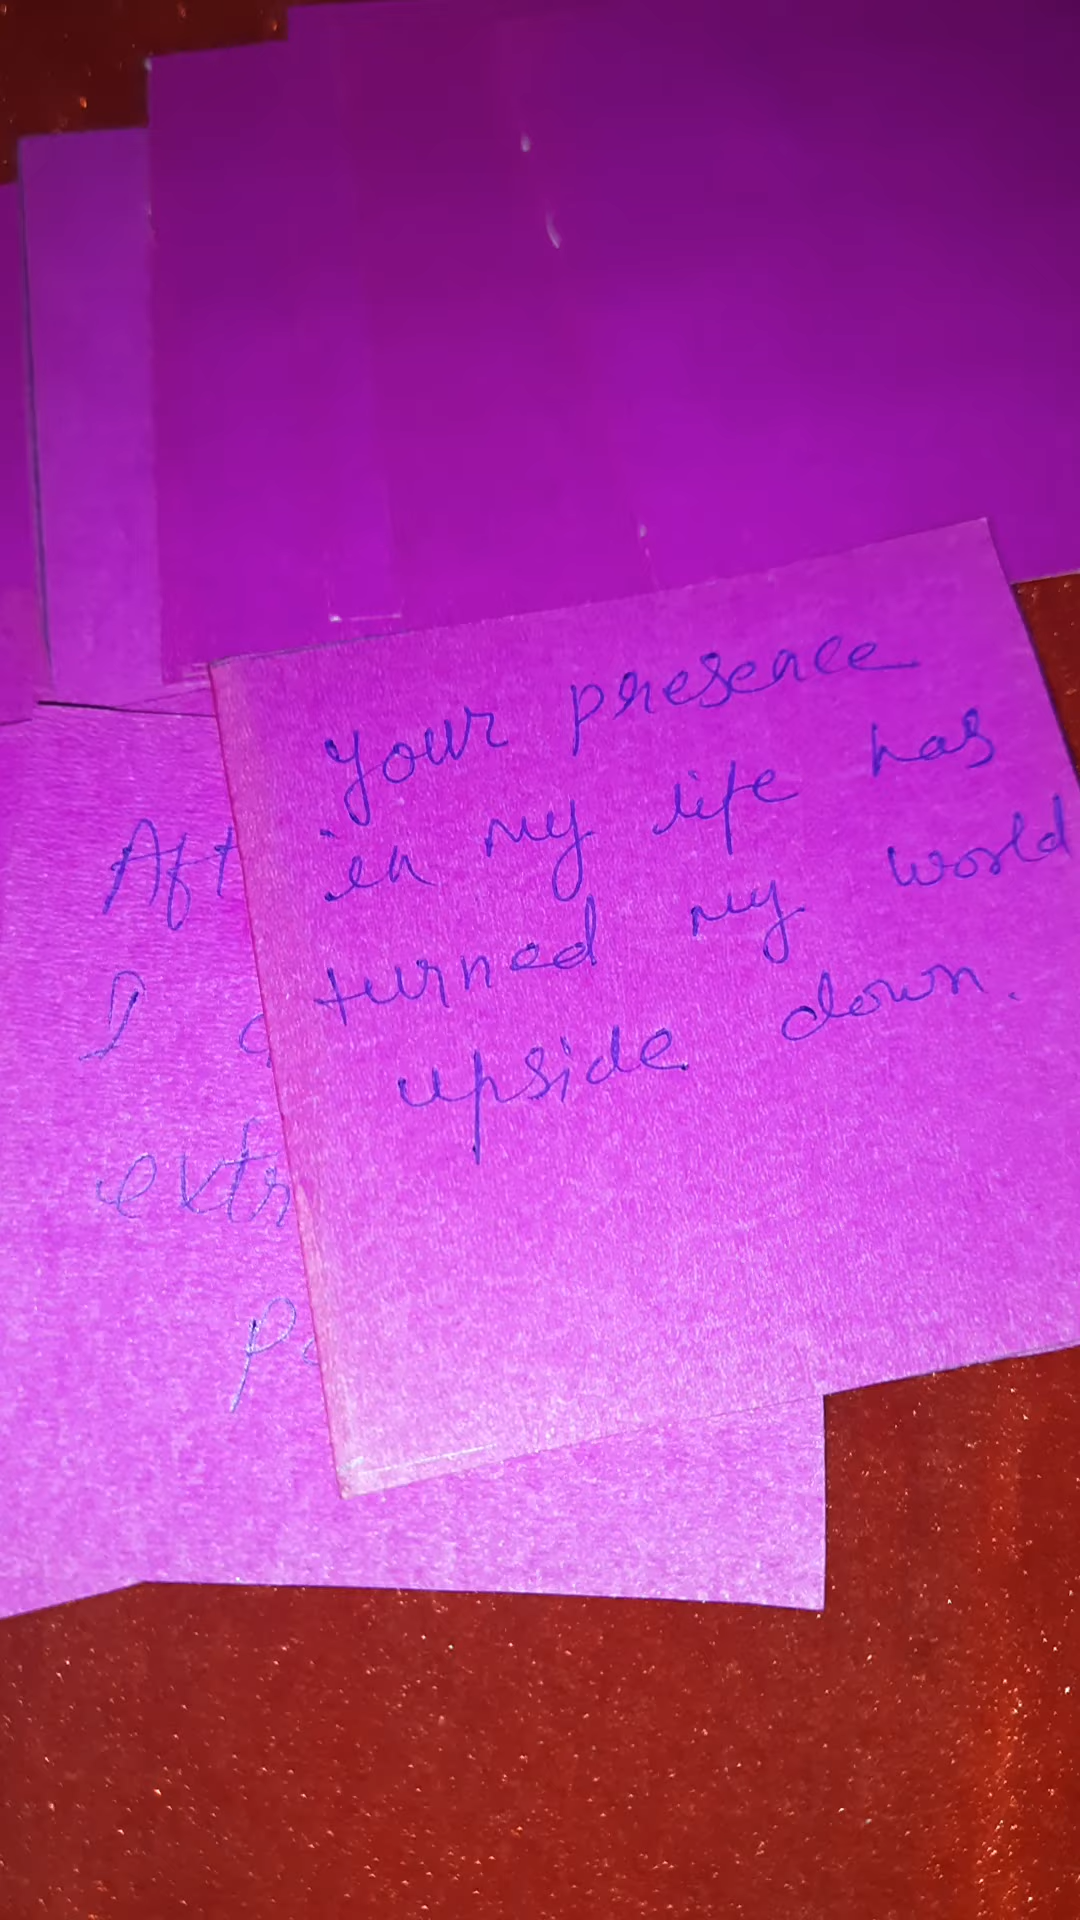 Your presence
in my life has
turned my world
upside down.
Aft
I
extr